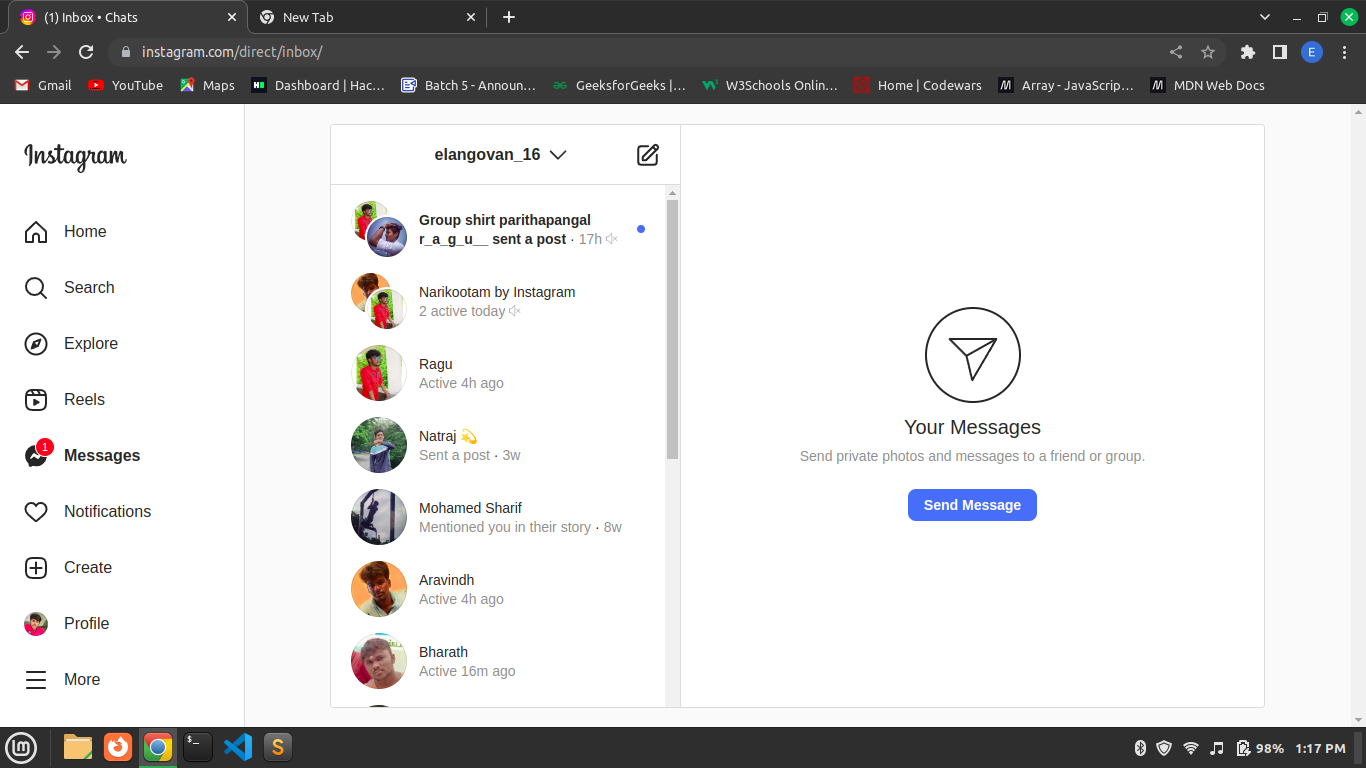 (1) Inbox • Chats
New Tab
instagram.com/direct/inbox/
E
Gmail
YouTube
Maps
Dashboard | Hac…
Batch 5 - Announ…
GeeksforGeeks |…
W3Schools Onlin…
Home | Codewars
Array - JavaScrip…
MDN Web Docs
Instagram
Home
Search
Explore
Reels
1
Messages
Notifications
Create
Profile
More
elangovan_16
Group shirt parithapangal
r_a_g_u__ sent a post · 17h
Narikootam by Instagram
2 active today
Ragu
Active 4h ago
Natraj 💫
Sent a post · 3w
Mohamed Sharif
Mentioned you in their story · 8w
Aravindh
Active 4h ago
Bharath
Active 16m ago
Your Messages
Send private photos and messages to a friend or group.
Send Message
98%
1:17 PM